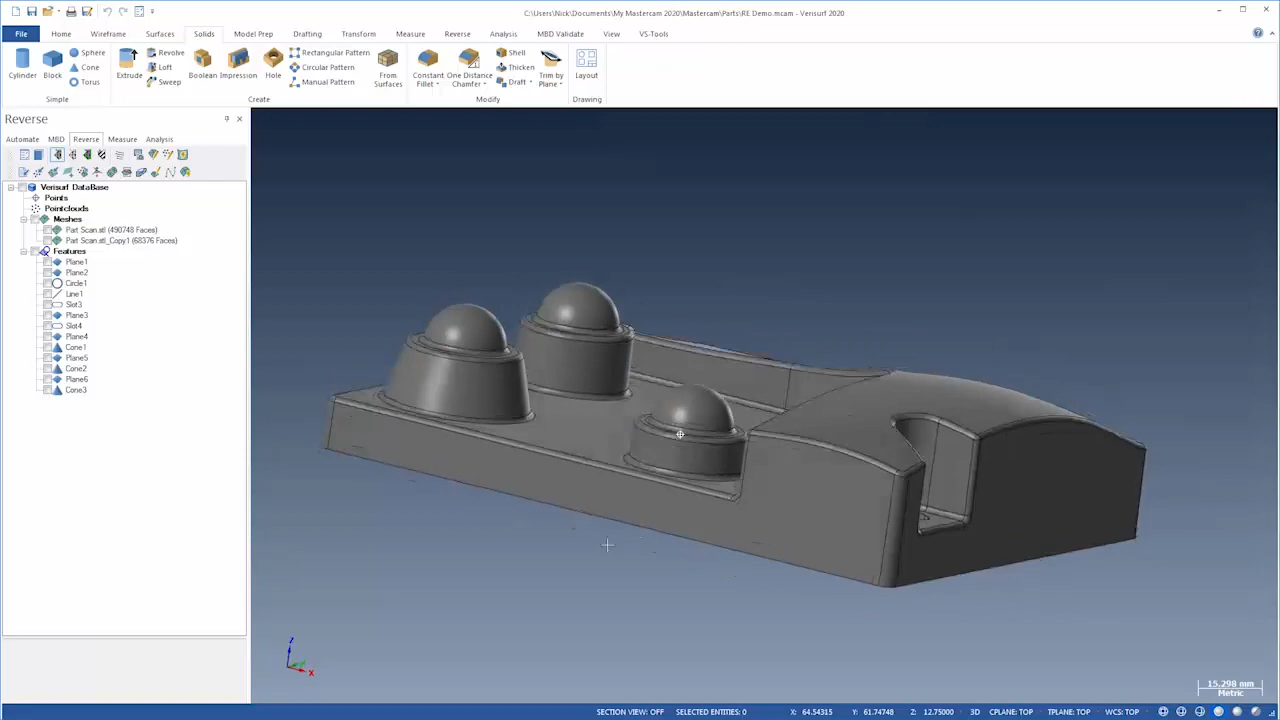 C:\Users\Nick\Documents\My Mastercam 2020\Mastercam\Parts\RE Demo.mcam - Verisurf 2020
File Home Wireframe Surfaces Solids Model Prep Drafting Transform Measure Reverse Analysis MBD Validate View VS-Tools
Cylinder Block Sphere Cone Torus
Simple
Extrude Revolve Loft Sweep Boolean Impression Hole Rectangular Pattern Circular Pattern Manual Pattern From Surfaces
Create
Constant Fillet One Distance Chamfer Shell Thicken Draft Trim by Plane
Modify
Layout
Drawing
Reverse
Automate MBD Reverse Measure Analysis
Verisurf DataBase
Points
Pointclouds
Meshes
Part Scan.stl (490748 Faces)
Part Scan.stl_Copy1 (68376 Faces)
Features
Plane1
Plane2
Circle1
Line1
Slot3
Plane3
Slot4
Plane4
Cone1
Plane5
Cone2
Plane6
Cone3
Z
X
15.298 mm
Metric
SECTION VIEW: OFF SELECTED ENTITIES: 0 X: 64.54315 Y: 61.74748 Z: 12.75000 3D CPLANE: TOP TPLANE: TOP WCS: TOP